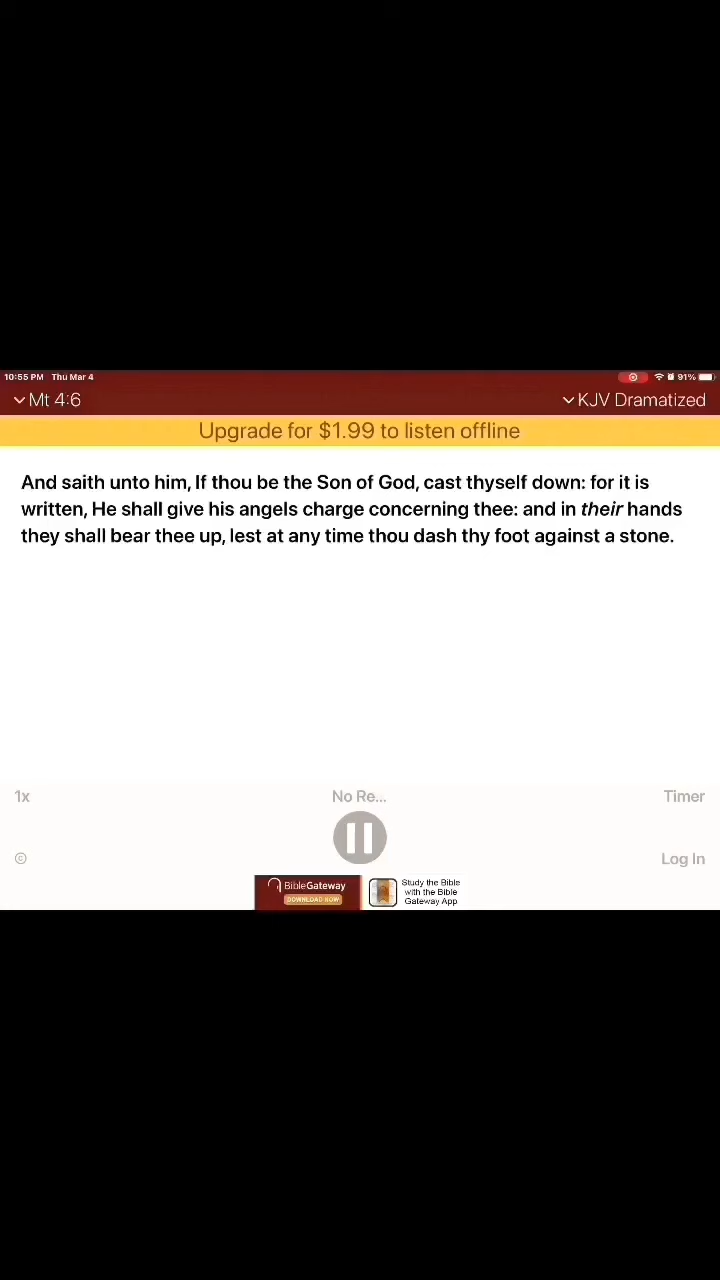 10:55 PM Thu Mar 4
91%
Mt 4:6
KJV Dramatized
Upgrade for $1.99 to listen offline
And saith unto him, If thou be the Son of God, cast thyself down: for it is
written, He shall give his angels charge concerning thee: and in their hands
they shall bear thee up, lest at any time thou dash thy foot against a stone.
1x
No Re...
Timer
©
Log In
BibleGateway
DOWNLOAD NOW
Study the Bible
with the Bible
Gateway App